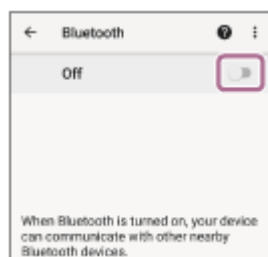 Bluetooth
Off
When Bluetooth is turned on, your device
can communicate with other nearby
Bluetooth devices.